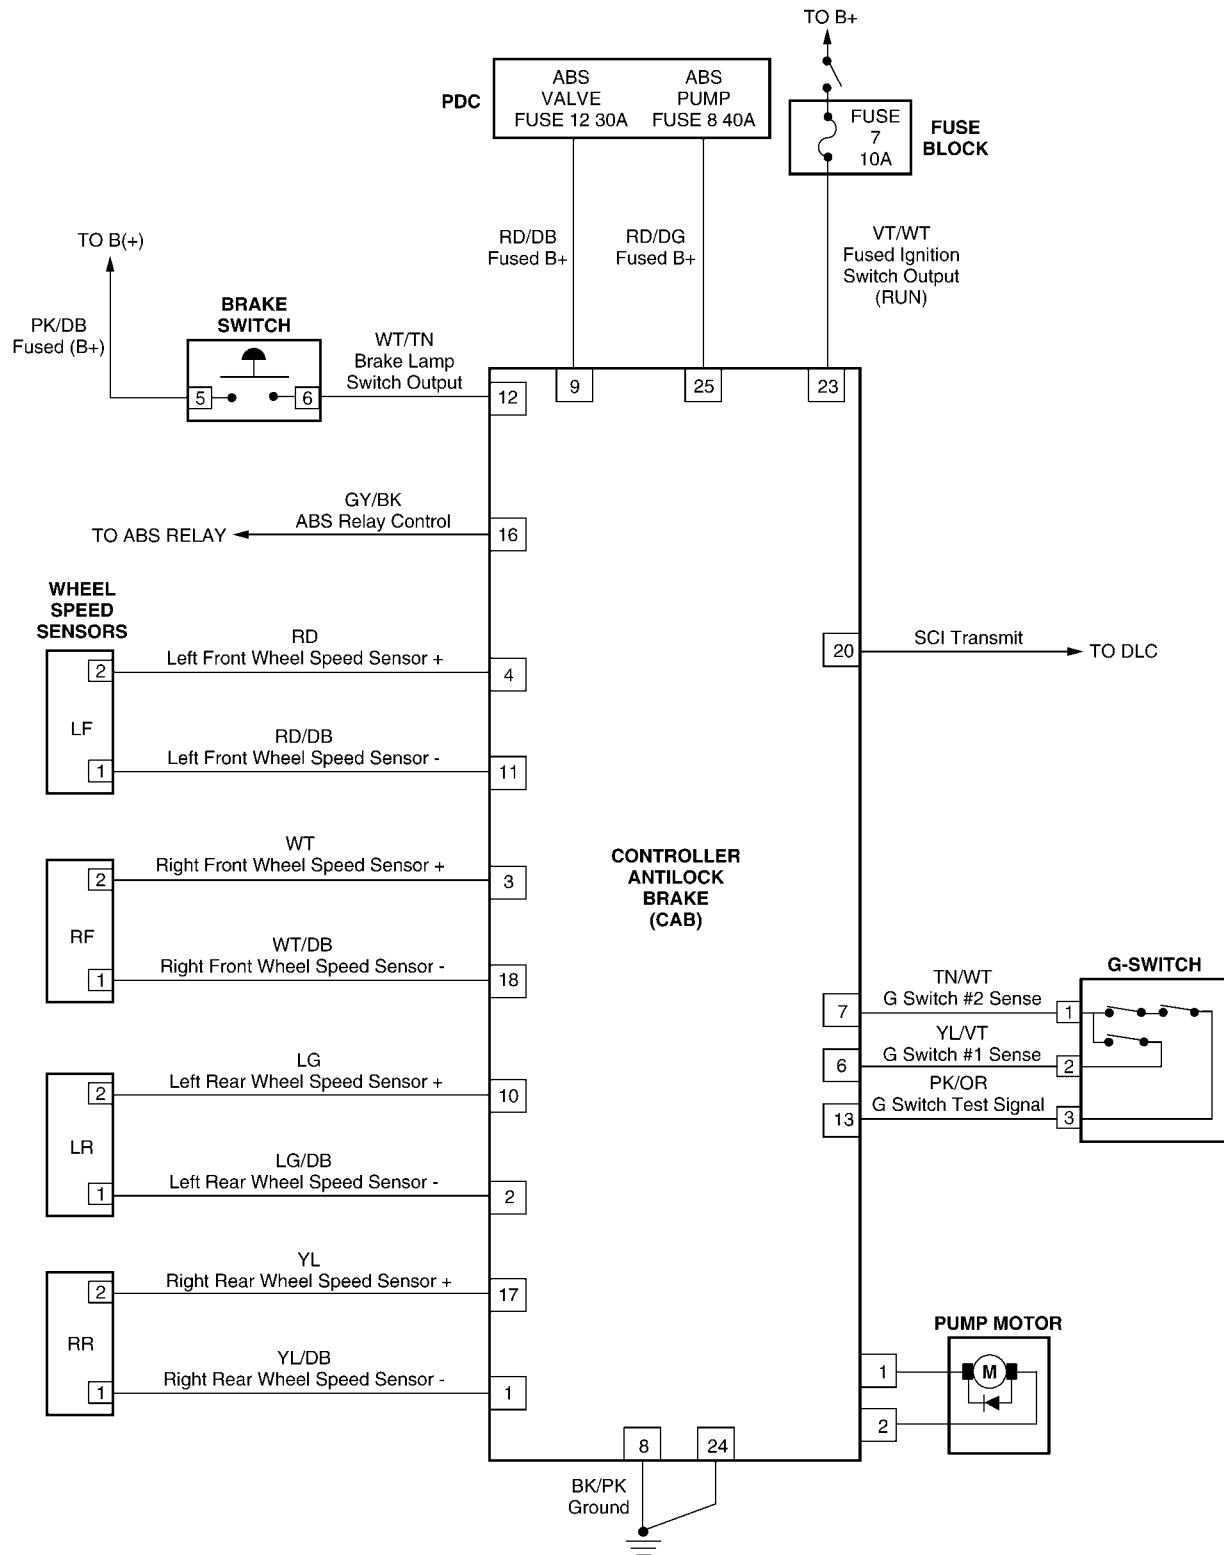 TO B+
PDC
ABS
VALVE
FUSE 12 30A
ABS
PUMP
FUSE 8 40A
FUSE
7
10A
FUSE
BLOCK
RD/DB
Fused B+
RD/DG
Fused B+
VT/WT
Fused Ignition
Switch Output
(RUN)
TO B(+)
PK/DB
Fused (B+)
BRAKE
SWITCH
5
6
WT/TN
Brake Lamp
Switch Output
12
9
25
23
TO ABS RELAY
GY/BK
ABS Relay Control
16
WHEEL
SPEED
SENSORS
LF
2
RD
Left Front Wheel Speed Sensor +
4
1
RD/DB
Left Front Wheel Speed Sensor -
11
20
SCI Transmit
TO DLC
RF
2
WT
Right Front Wheel Speed Sensor +
3
1
WT/DB
Right Front Wheel Speed Sensor -
18
CONTROLLER
ANTILOCK
BRAKE
(CAB)
G-SWITCH
7
TN/WT
G Switch #2 Sense
1
6
YL/VT
G Switch #1 Sense
2
13
PK/OR
G Switch Test Signal
3
LR
2
LG
Left Rear Wheel Speed Sensor +
10
1
LG/DB
Left Rear Wheel Speed Sensor -
2
RR
2
YL
Right Rear Wheel Speed Sensor +
17
1
YL/DB
Right Rear Wheel Speed Sensor -
1
PUMP MOTOR
1
M
2
8
24
BK/PK
Ground